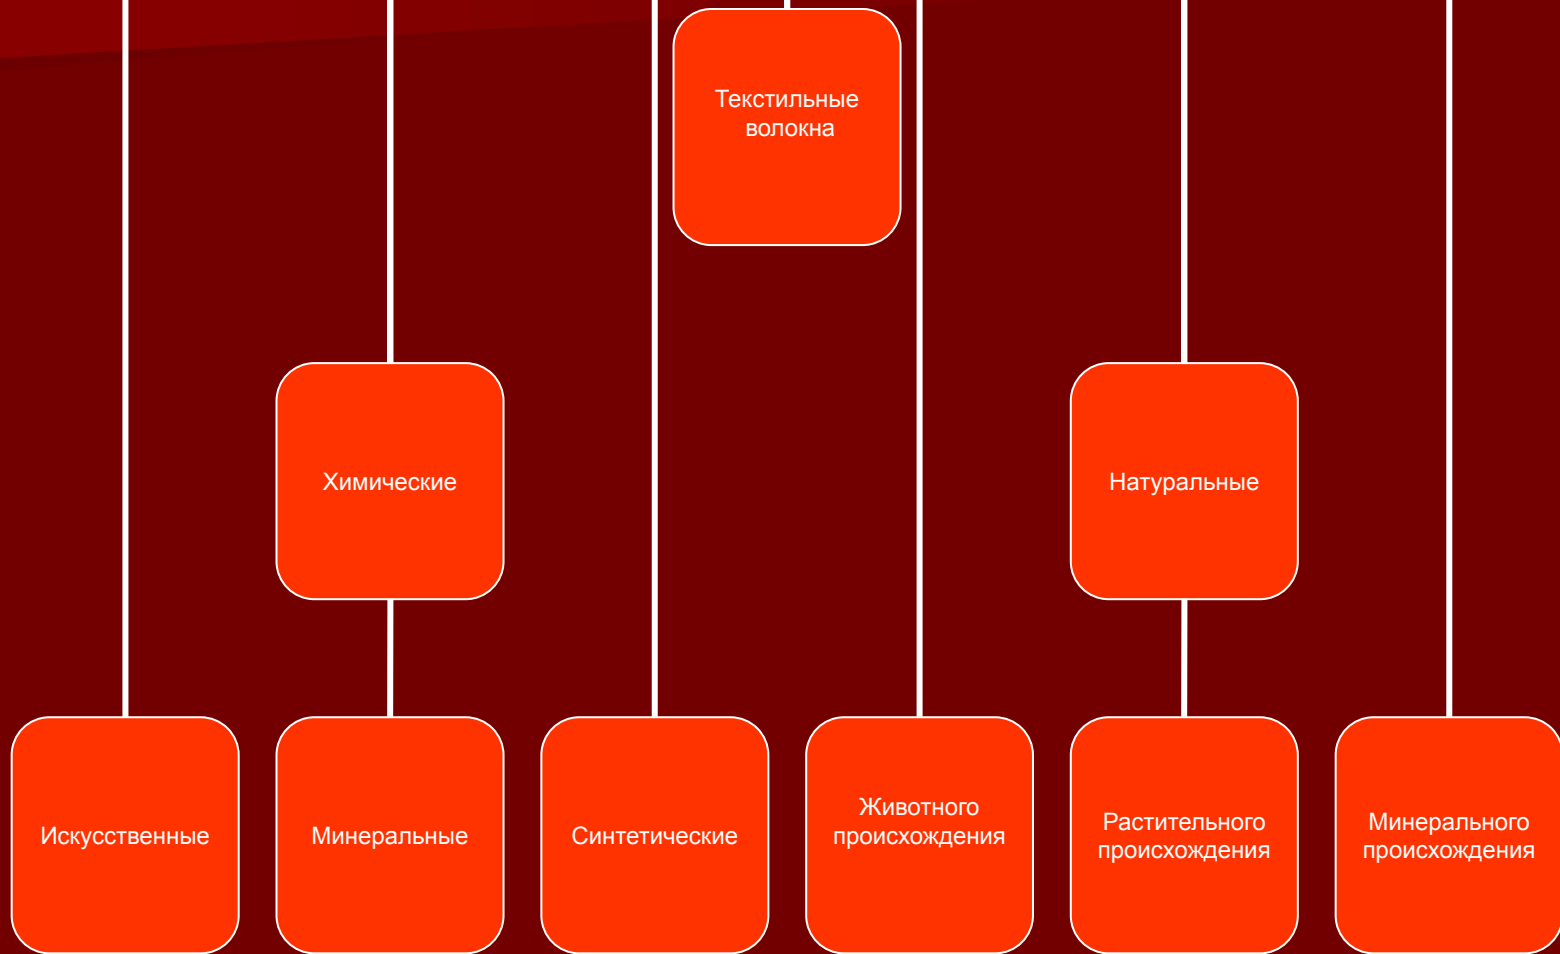 Текстильные
волокна
Химические
Натуральные
Искусственные
Минеральные
Синтетические
Животного
происхождения
Растительного
происхождения
Минерального
происхождения